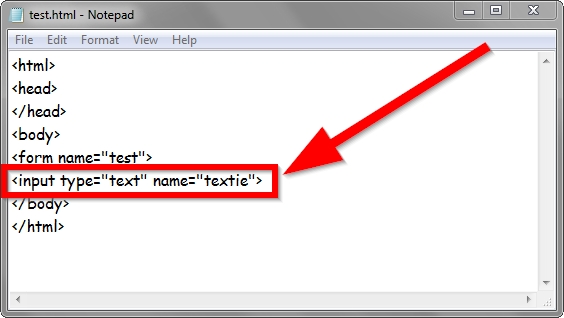 test.html - Notepad
File Edit Format View Help
<html>
<head>
</head>
<body>
<form name="test">
<input type="text" name="textie">
</body>
</html>